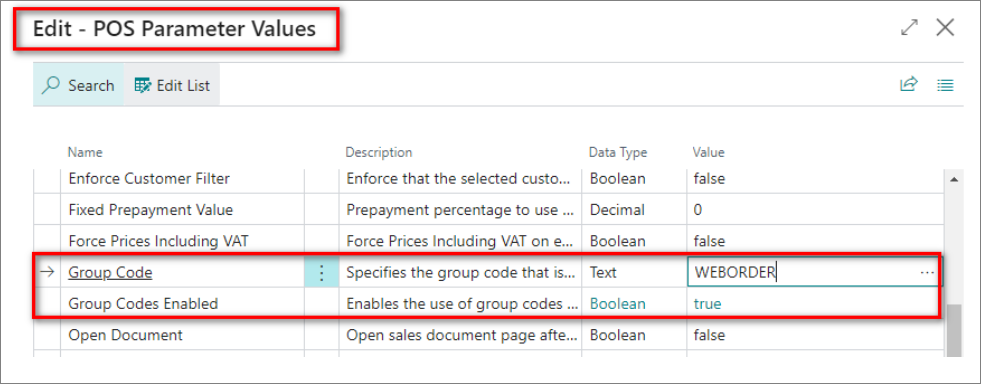 Edit - POS Parameter Values
Search Edit List
Name Description Data Type Value
Enforce Customer Filter Enforce that the selected custo... Boolean false
Fixed Prepayment Value Prepayment percentage to use ... Decimal 0
Force Prices Including VAT Force Prices Including VAT on e... Boolean false
Group Code Specifies the group code that is... Text WEBORDER
Group Codes Enabled Enables the use of group codes ... Boolean true
Open Document Open sales document page afte... Boolean false